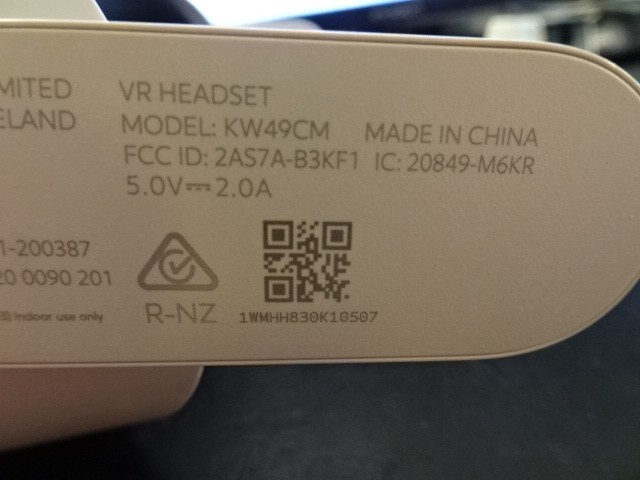 MITED
ELAND
VR HEADSET
MODEL: KW49CM MADE IN CHINA
FCC ID: 2AS7A-B3KF1 IC: 20849-M6KR
5.0V⎓2.0A
1-200387
20 0090 201
indoor use only
R-NZ
1WMHH830K10507